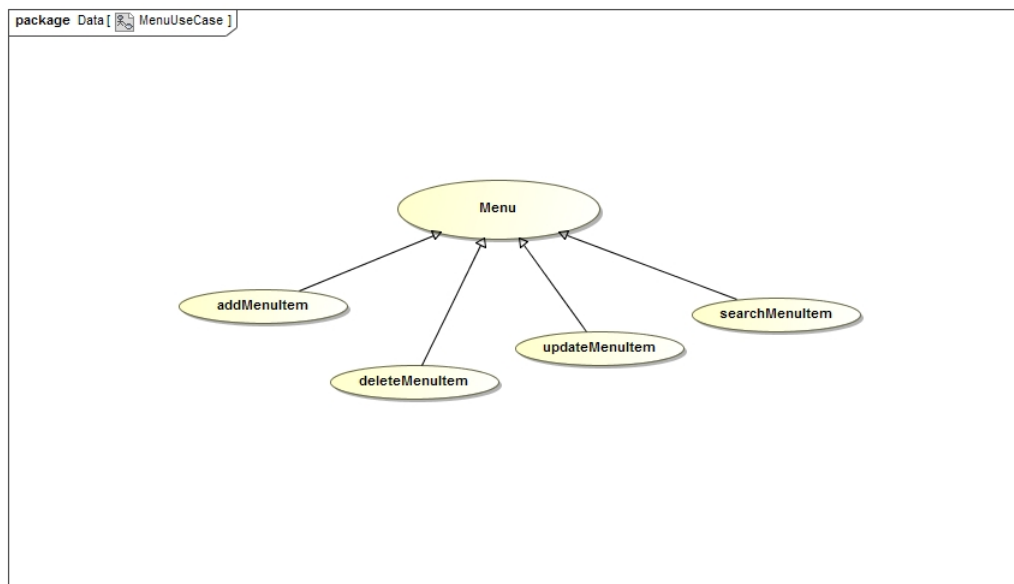 package Data [ MenuUseCase ]
Menu
addMenuItem
searchMenuItem
updateMenuItem
deleteMenuItem